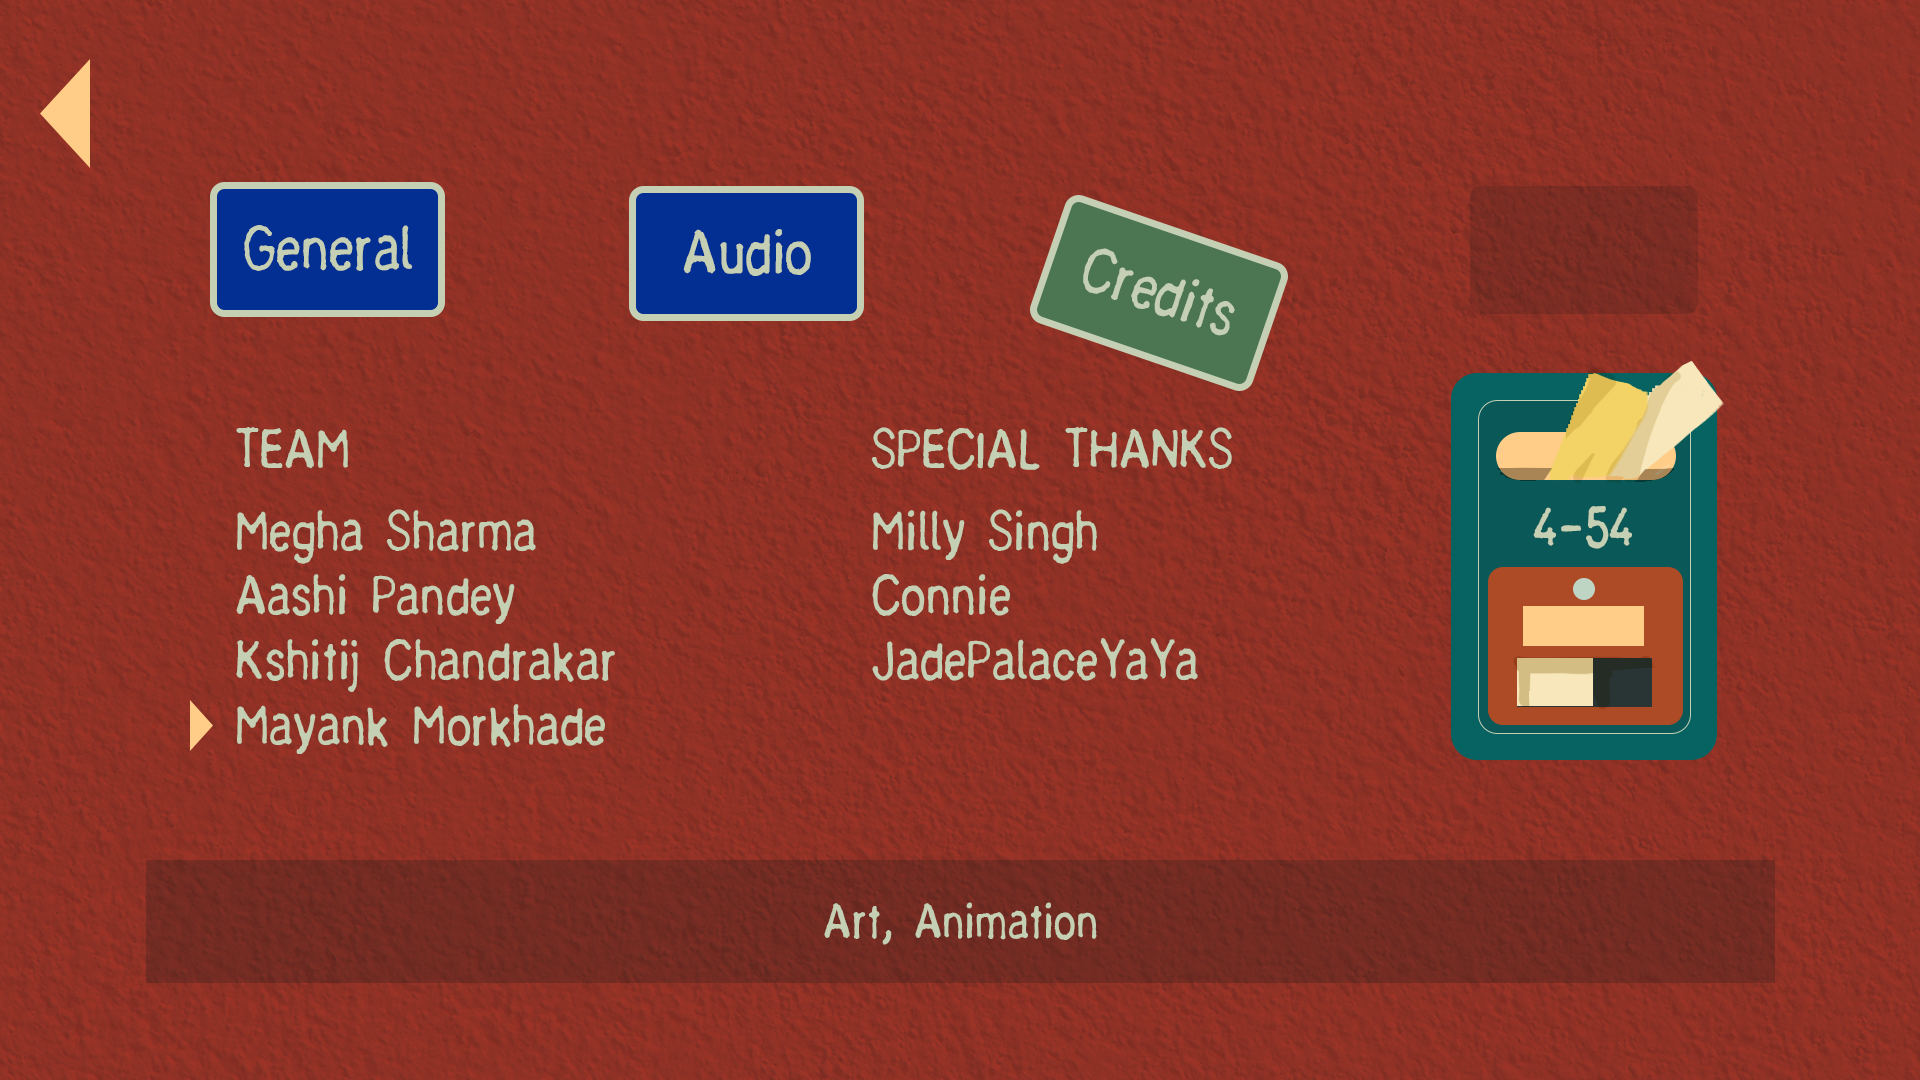 General
Audio
Credits
TEAM
Megha Sharma
Aashi Pandey
Kshitij Chandrakar
Mayank Morkhade
SPECIAL THANKS
Milly Singh
Connie
JadePalaceYaYa
4-54
Art, Animation